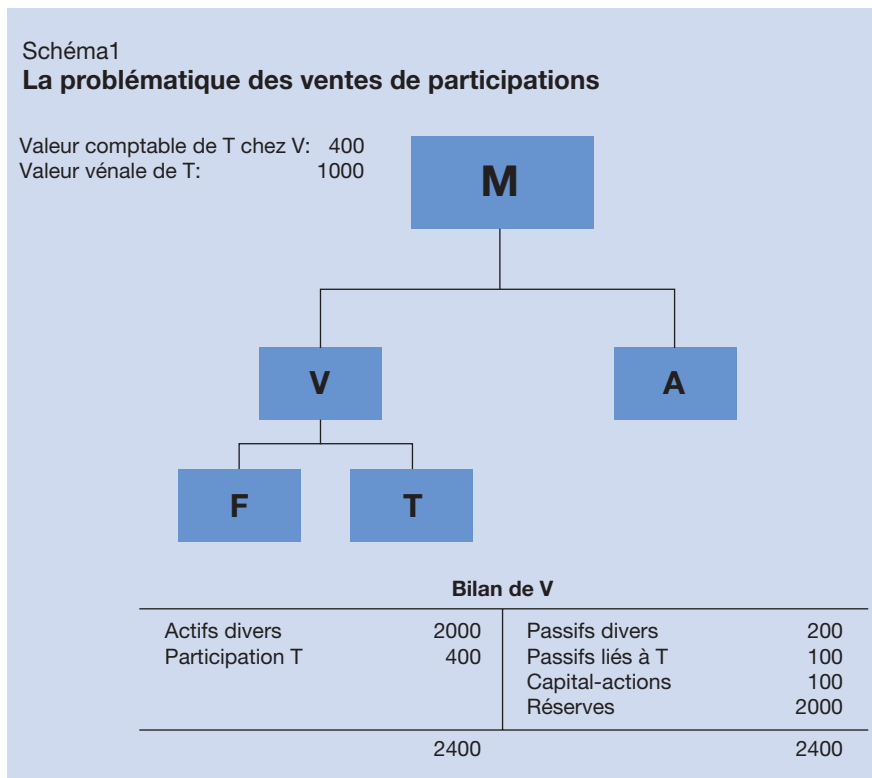 Schéma1
La problématique des ventes de participations
Valeur comptable de T chez V: 400
Valeur vénale de T: 1000
M
V
A
F
T
Bilan de V
Actifs divers 2000 Passifs divers 200
Participation T 400 Passifs liés à T 100
Capital-actions 100
Réserves 2000
2400 2400